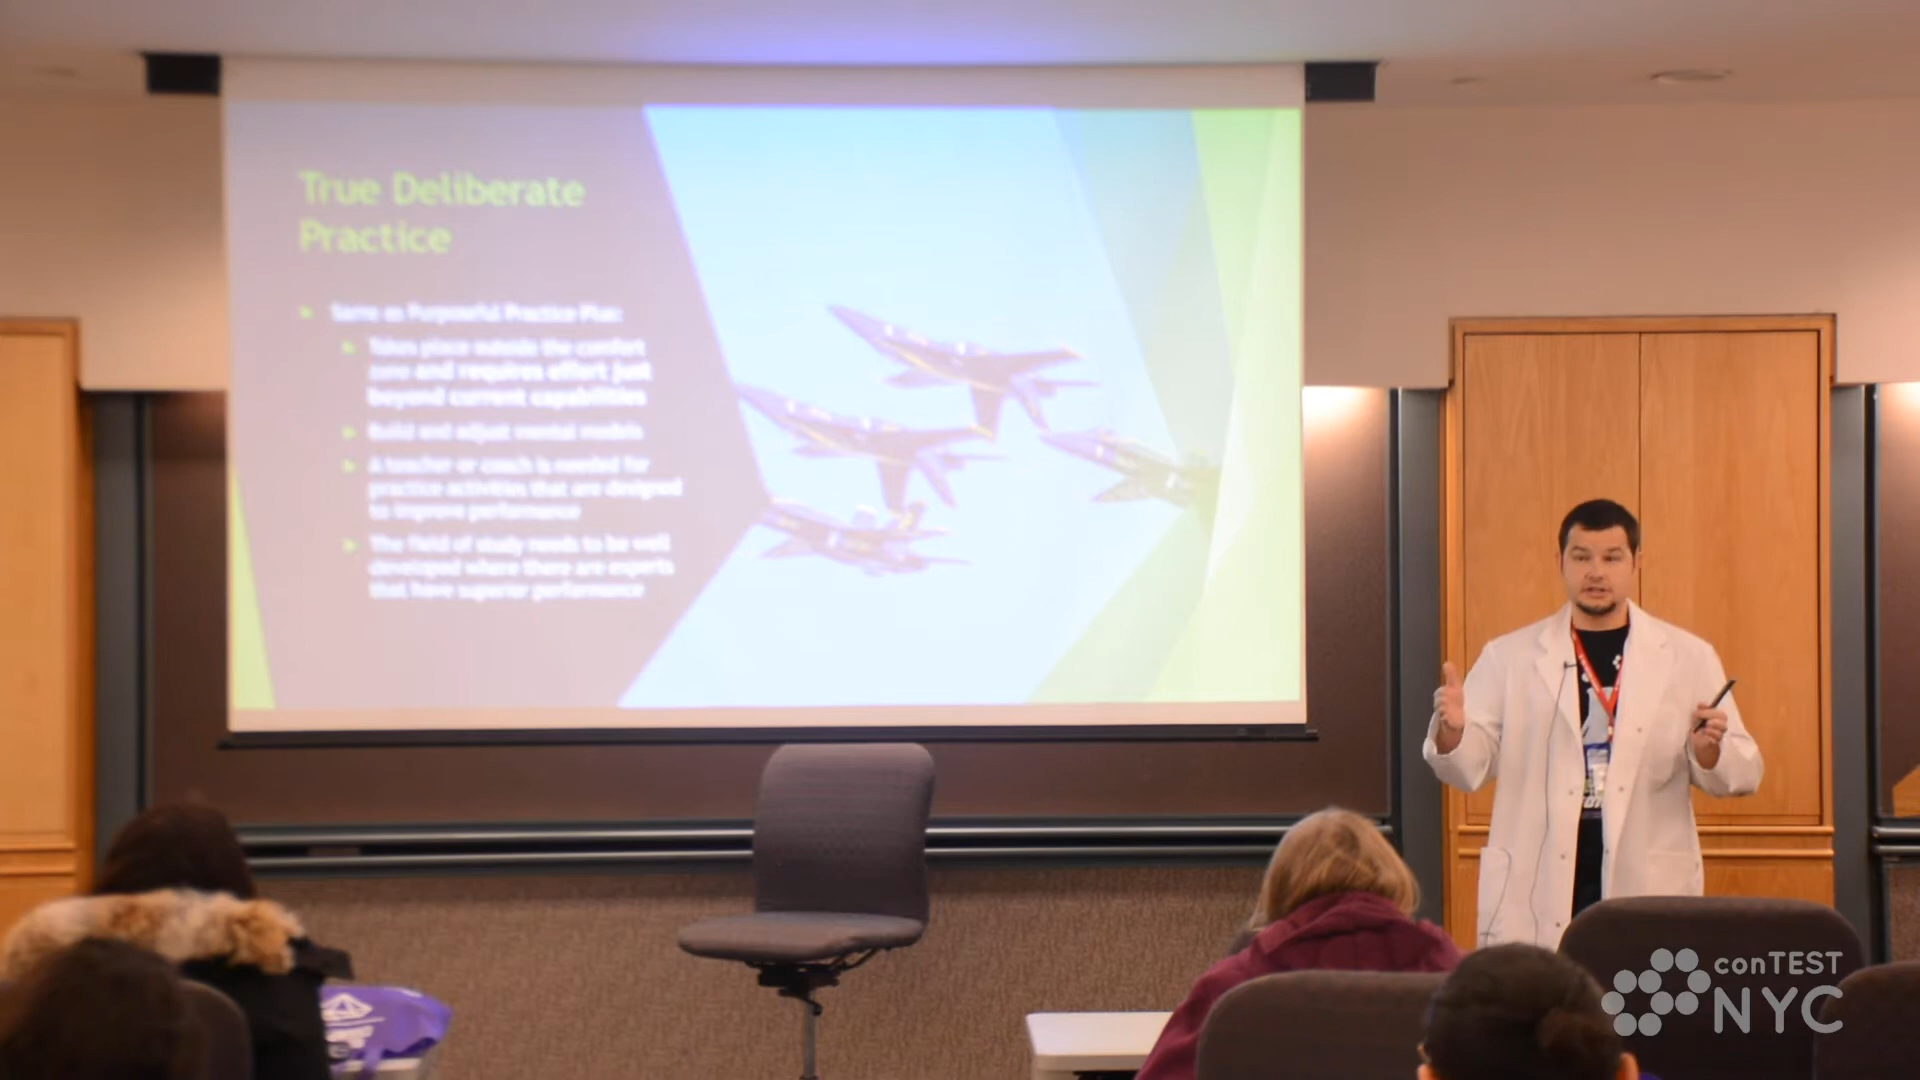 True Deliberate
Practice
Same as Purposeful Practice Plus:
Takes place outside the comfort
zone and requires effort just
beyond current capabilities
Build and adjust mental models
A teacher or coach is needed for
practice activities that are designed
to improve performance
The field of study needs to be well
developed where there are experts
that have superior performance
conTEST
NYC